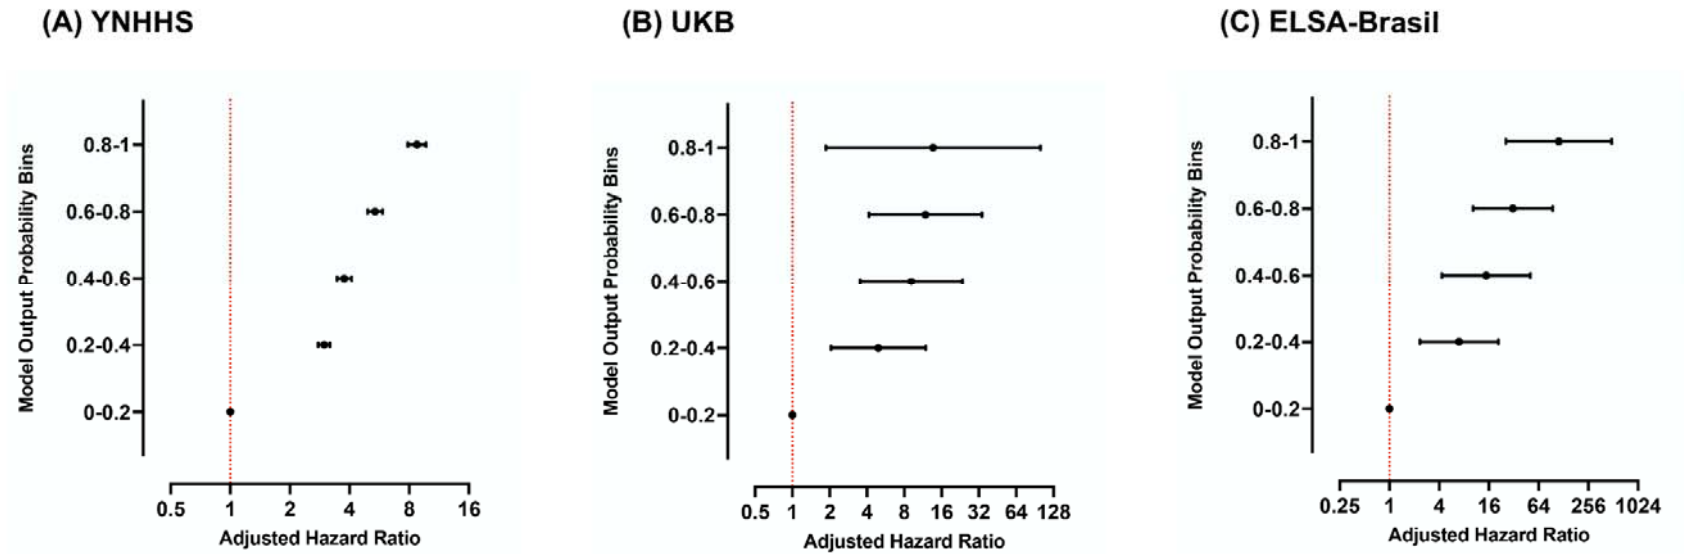 (A) YNHHS
Model Output Probability Bins
0.8-1
0.6-0.8
0.4-0.6
0.2-0.4
0-0.2
0.5 1 2 4 8 16
Adjusted Hazard Ratio
(B) UKB
Model Output Probability Bins
0.8-1
0.6-0.8
0.4-0.6
0.2-0.4
0-0.2
0.5 1 2 4 8 16 32 64 128
Adjusted Hazard Ratio
(C) ELSA-Brasil
Model Output Probability Bins
0.8-1
0.6-0.8
0.4-0.6
0.2-0.4
0-0.2
0.25 1 4 16 64 256 1024
Adjusted Hazard Ratio